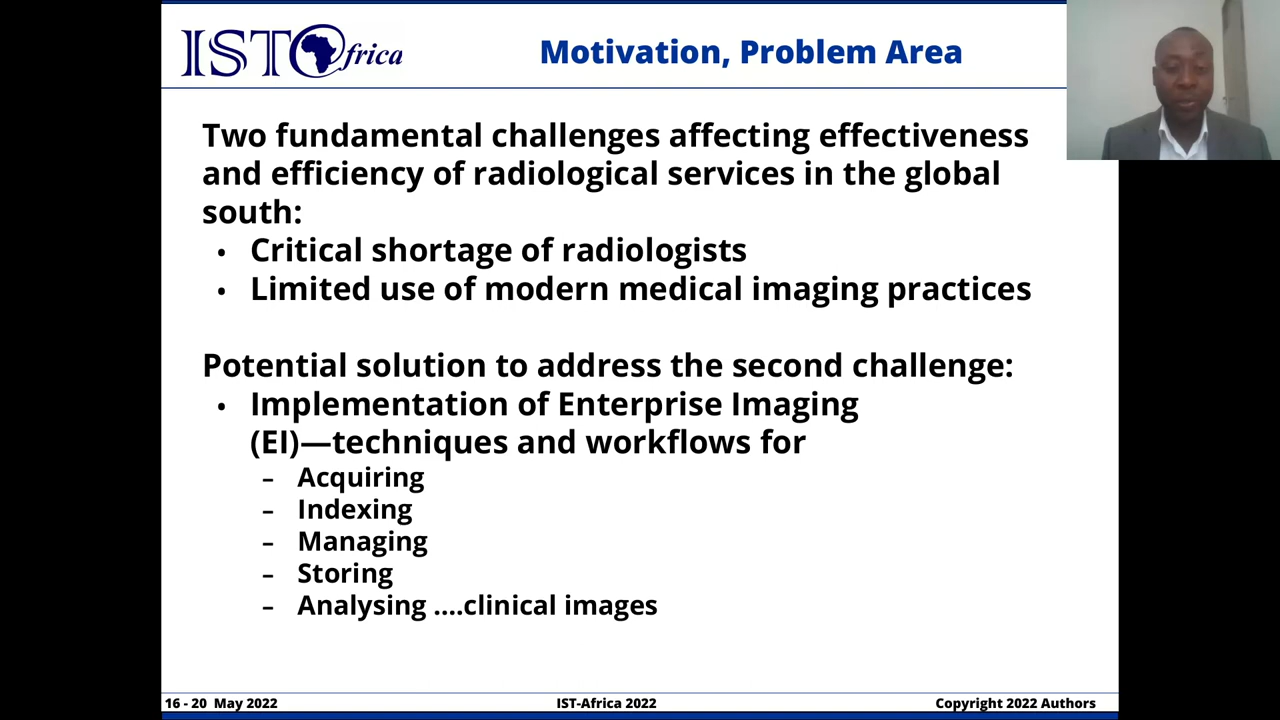 IST Africa
Motivation, Problem Area
Two fundamental challenges affecting effectiveness
and efficiency of radiological services in the global
south:
• Critical shortage of radiologists
• Limited use of modern medical imaging practices
Potential solution to address the second challenge:
• Implementation of Enterprise Imaging
(EI)—techniques and workflows for
– Acquiring
– Indexing
– Managing
– Storing
– Analysing ....clinical images
16 - 20 May 2022
IST-Africa 2022
Copyright 2022 Authors